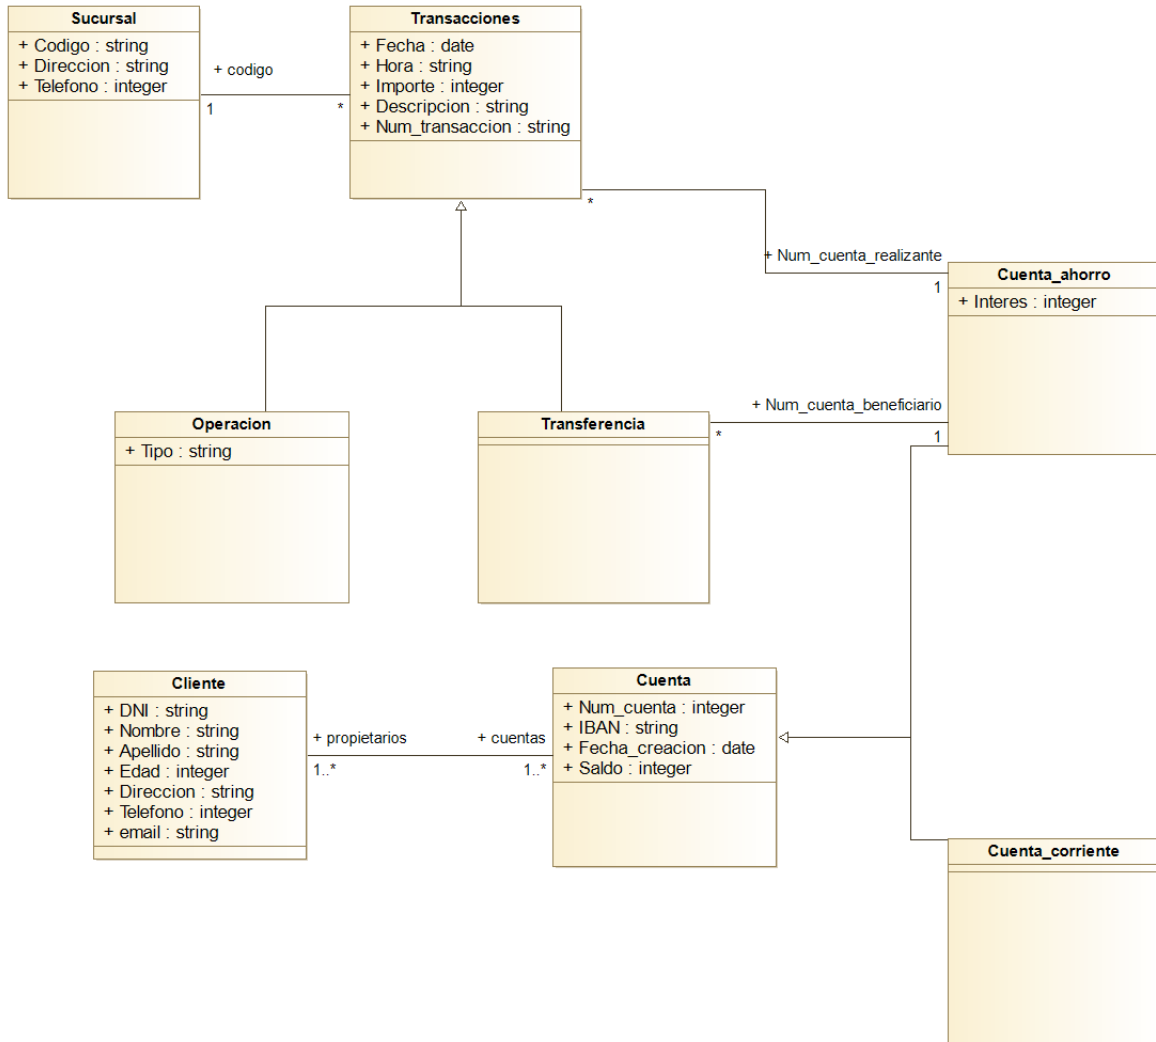 Sucursal
+ Codigo : string
+ Direccion : string
+ Telefono : integer
+ codigo
1
*
Transacciones
+ Fecha : date
+ Hora : string
+ Importe : integer
+ Descripcion : string
+ Num_transaccion : string
*
+ Num_cuenta_realizante
1
Cuenta_ahorro
+ Interes : integer
Operacion
+ Tipo : string
Transferencia
*
+ Num_cuenta_beneficiario
1
Cliente
+ DNI : string
+ Nombre : string
+ Apellido : string
+ Edad : integer
+ Direccion : string
+ Telefono : integer
+ email : string
+ propietarios
1..*
+ cuentas
1..*
Cuenta
+ Num_cuenta : integer
+ IBAN : string
+ Fecha_creacion : date
+ Saldo : integer
Cuenta_corriente